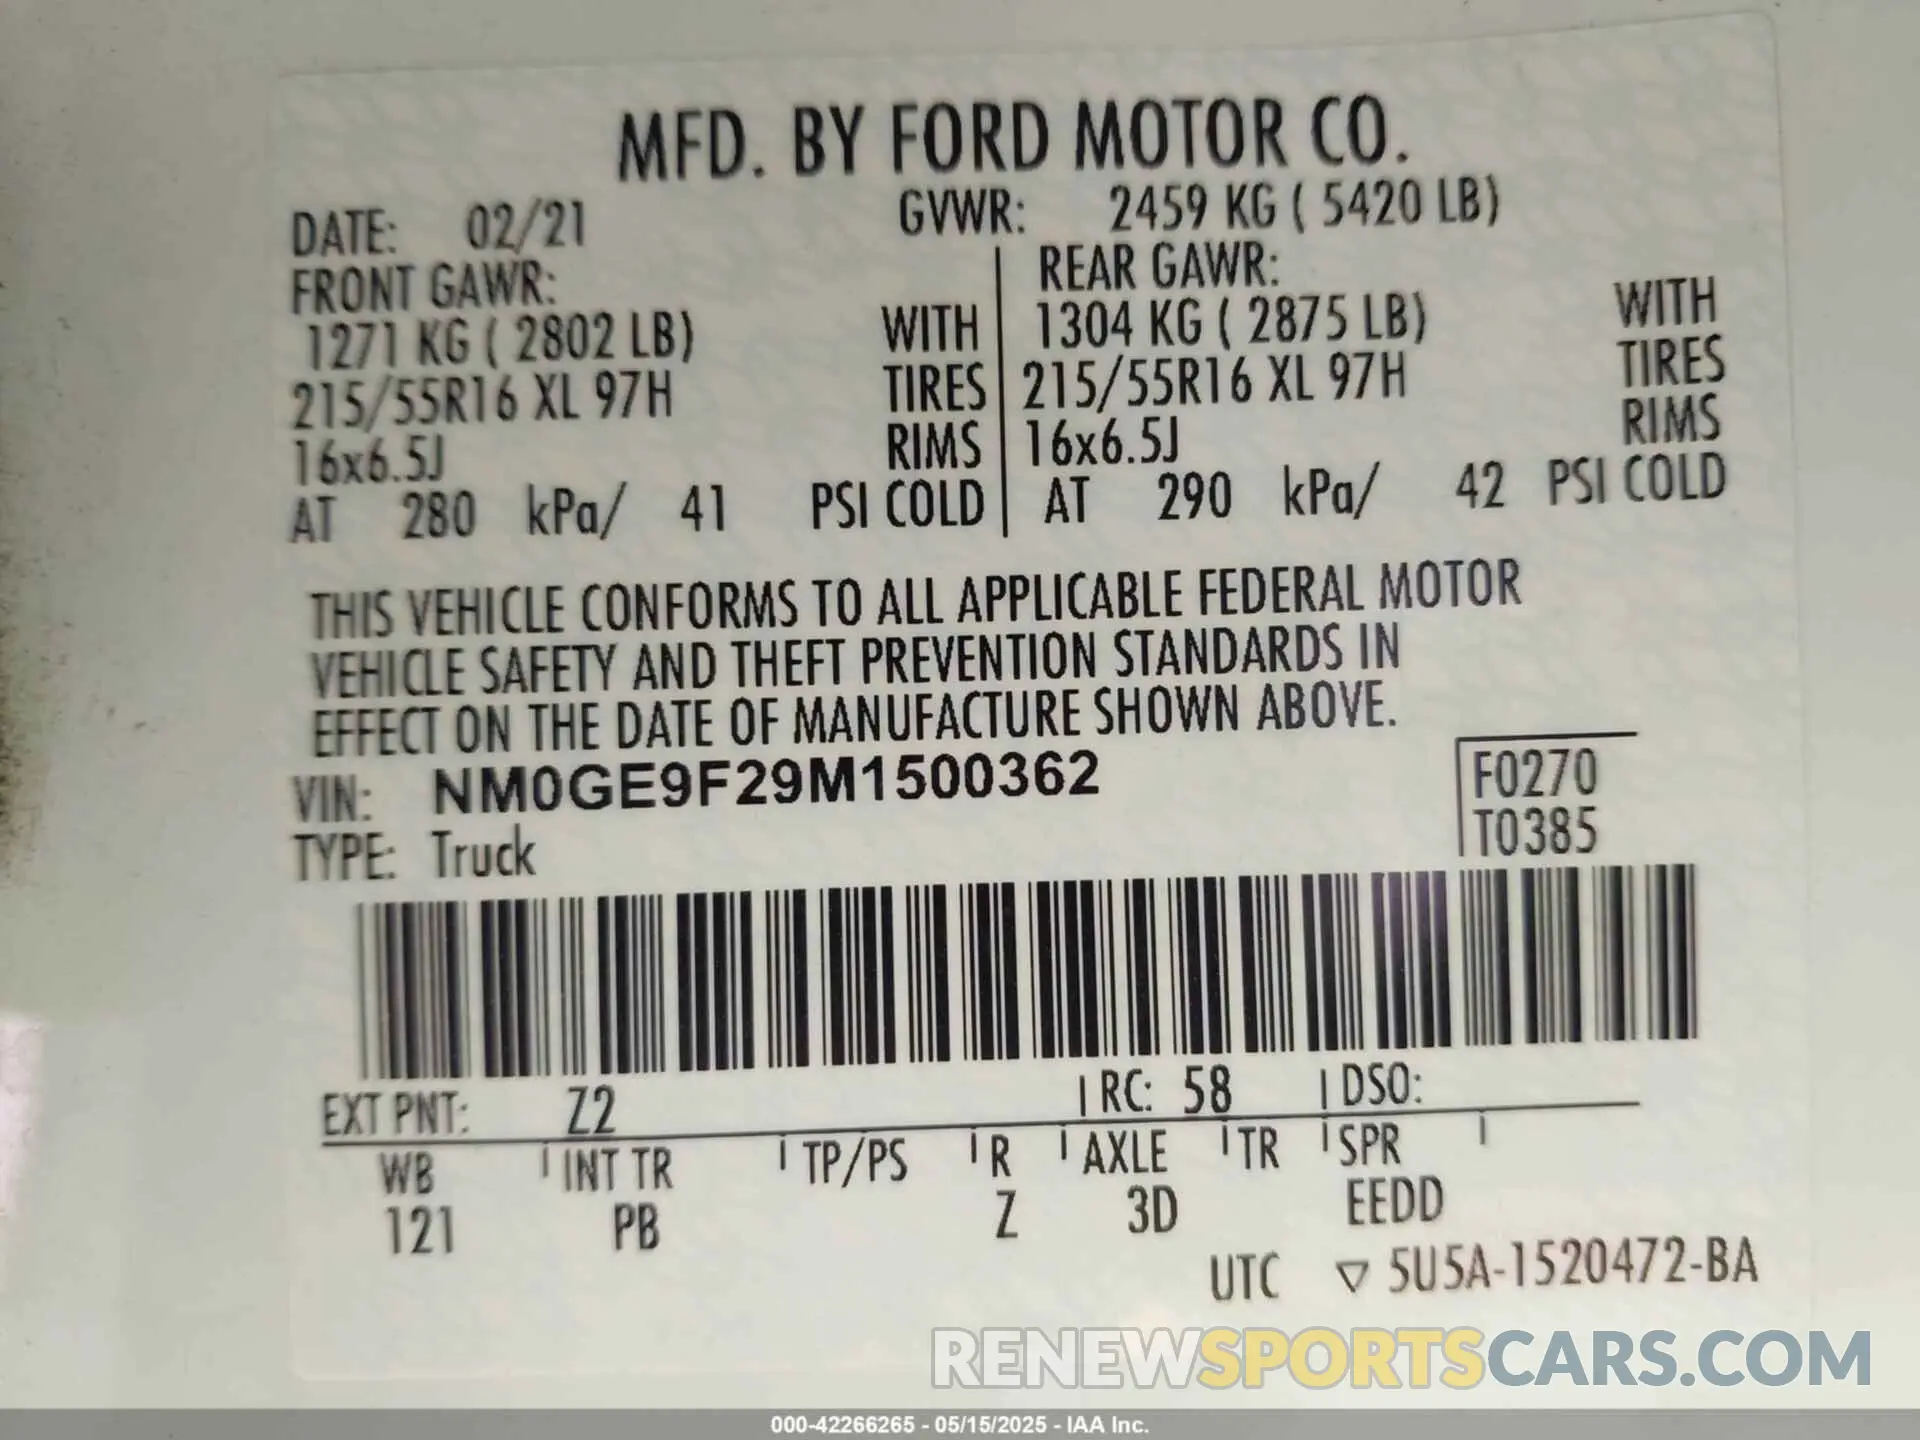 MFD. BY FORD MOTOR CO.
DATE: 02/21 GVWR: 2459 KG ( 5420 LB)
FRONT GAWR: REAR GAWR:
1271 KG ( 2802 LB) WITH 1304 KG ( 2875 LB) WITH
215/55R16 XL 97H TIRES 215/55R16 XL 97H TIRES
16x6.5J RIMS 16x6.5J RIMS
AT 280 kPa/ 41 PSI COLD AT 290 kPa/ 42 PSI COLD
THIS VEHICLE CONFORMS TO ALL APPLICABLE FEDERAL MOTOR
VEHICLE SAFETY AND THEFT PREVENTION STANDARDS IN
EFFECT ON THE DATE OF MANUFACTURE SHOWN ABOVE.
VIN: NM0GE9F29M1500362 F0270
TYPE: Truck T0385
EXT PNT: Z2 RC: 58 DSO:
WB INT TR TP/PS R AXLE TR SPR
121 PB Z 3D EEDD
UTC ▽ 5U5A-1520472-BA
RENEWSPORTSCARS.COM
000-42266265 - 05/15/2025 - IAA Inc.